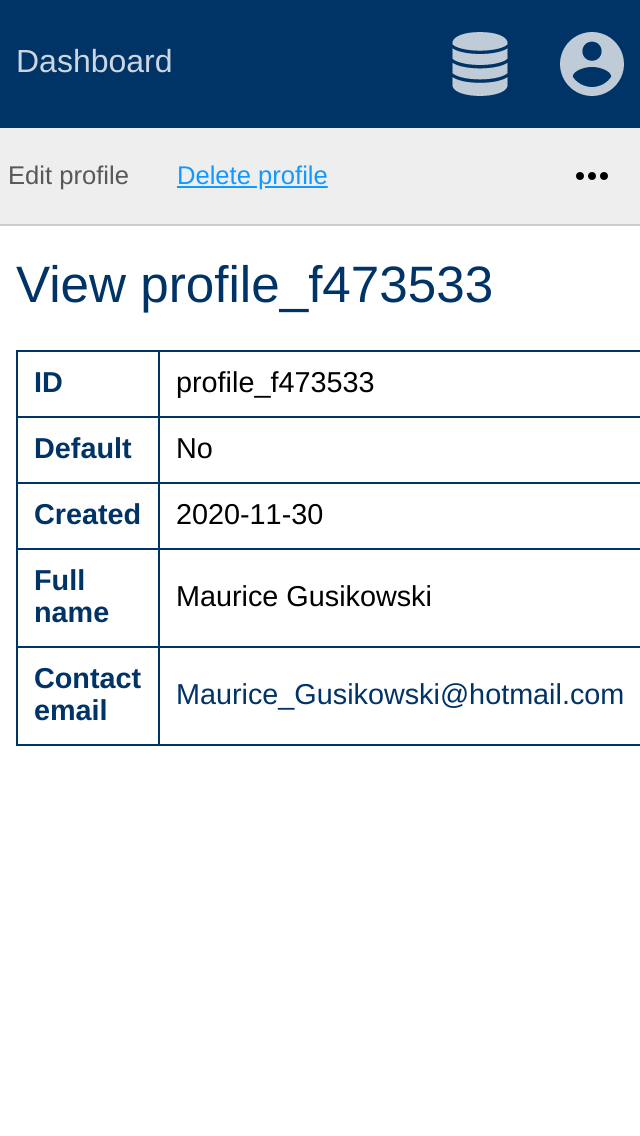 Dashboard
Edit profile
Delete profile
View profile_f473533
ID
profile_f473533
Default
No
Created
2020-11-30
Full
name
Maurice Gusikowski
Contact
email
Maurice_Gusikowski@hotmail.com